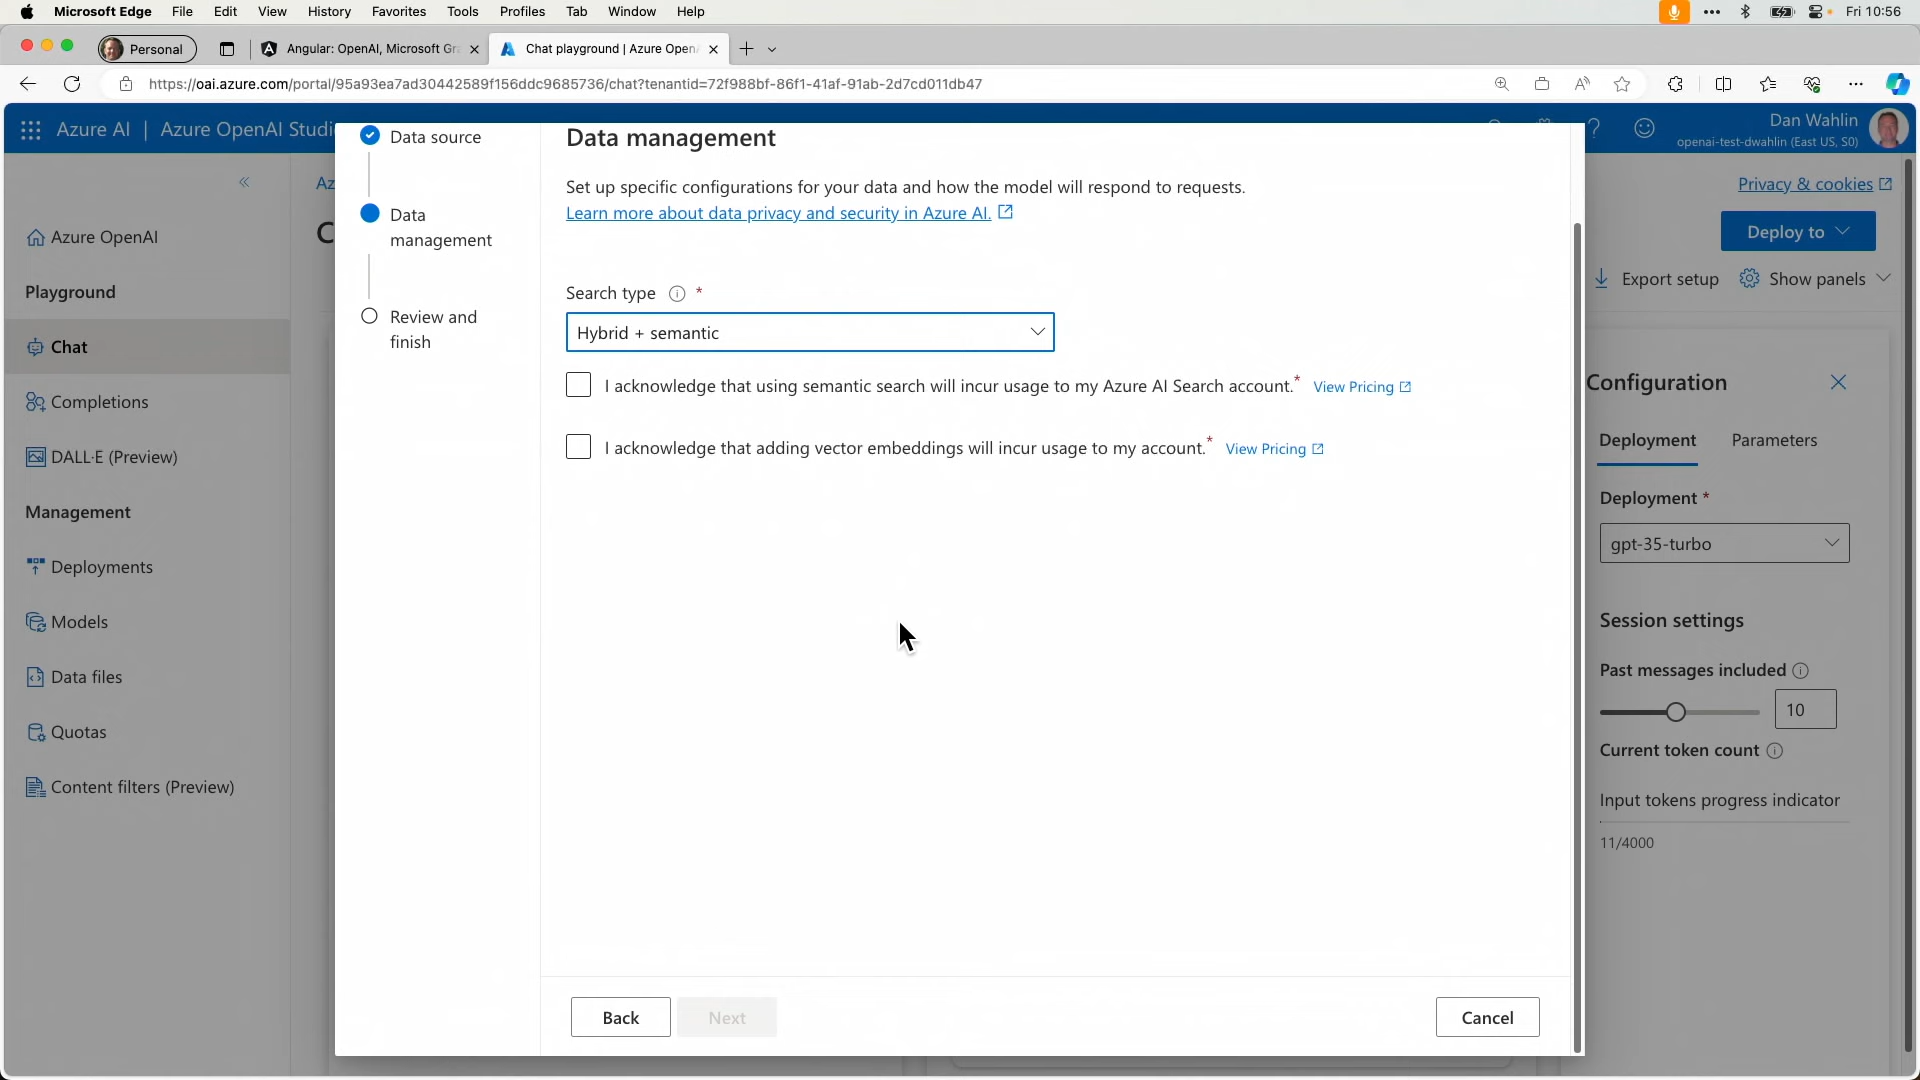 Microsoft Edge File Edit View History Favorites Tools Profiles Tab Window Help Fri 10:56
Personal Angular: OpenAI, Microsoft Gr Chat playground | Azure Open
https://oai.azure.com/portal/95a93ea7ad30442589f156ddc9685736/chat?tenantid=72f988bf-86f1-41af-91ab-2d7cd011db47
Azure AI | Azure OpenAI Studi
Dan Wahlin
openai-test-dwahlin (East US, S0)
Privacy & cookies
Deploy to
Export setup Show panels
Az
C
Azure OpenAI
Playground
Chat
Completions
DALL·E (Preview)
Management
Deployments
Models
Data files
Quotas
Content filters (Preview)
Data source
Data
management
Review and
finish
Data management
Set up specific configurations for your data and how the model will respond to requests.
Learn more about data privacy and security in Azure AI.
Search type *
Hybrid + semantic
I acknowledge that using semantic search will incur usage to my Azure AI Search account.* View Pricing
I acknowledge that adding vector embeddings will incur usage to my account.* View Pricing
Back Next Cancel
Configuration
Deployment Parameters
Deployment *
gpt-35-turbo
Session settings
Past messages included
10
Current token count
Input tokens progress indicator
11/4000